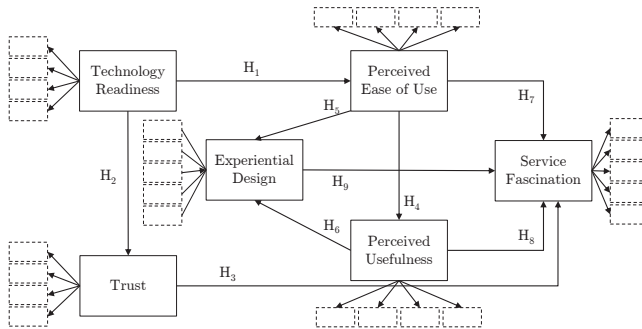 Technology
Readiness
H1
Perceived
Ease of Use
H5
H7
Experiential
Design
H2
H9
Service
Fascination
H4
H6
Perceived
Usefulness
H8
Trust
H3